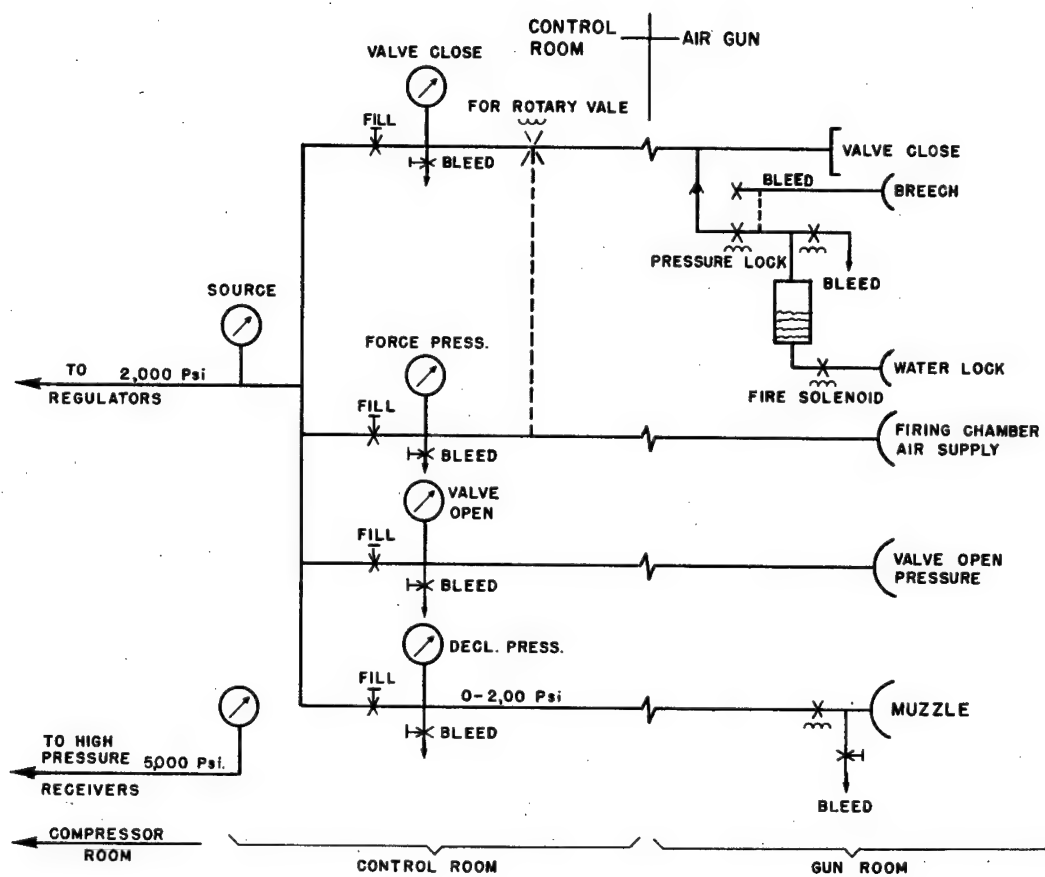 CONTROL
ROOM
AIR GUN
VALVE CLOSE
FOR ROTARY VALE
FILL
BLEED
VALVE CLOSE
BLEED
BREECH
PRESSURE LOCK
BLEED
SOURCE
FORCE PRESS.
TO 2,000 Psi
REGULATORS
WATER LOCK
FIRE SOLENOID
FILL
BLEED
FIRING CHAMBER
AIR SUPPLY
VALVE
OPEN
FILL
BLEED
VALVE OPEN
PRESSURE
DECL. PRESS.
FILL
0-2,00 Psi
BLEED
MUZZLE
TO HIGH
PRESSURE 5,000 Psi.
RECEIVERS
BLEED
COMPRESSOR
ROOM
CONTROL ROOM
GUN ROOM